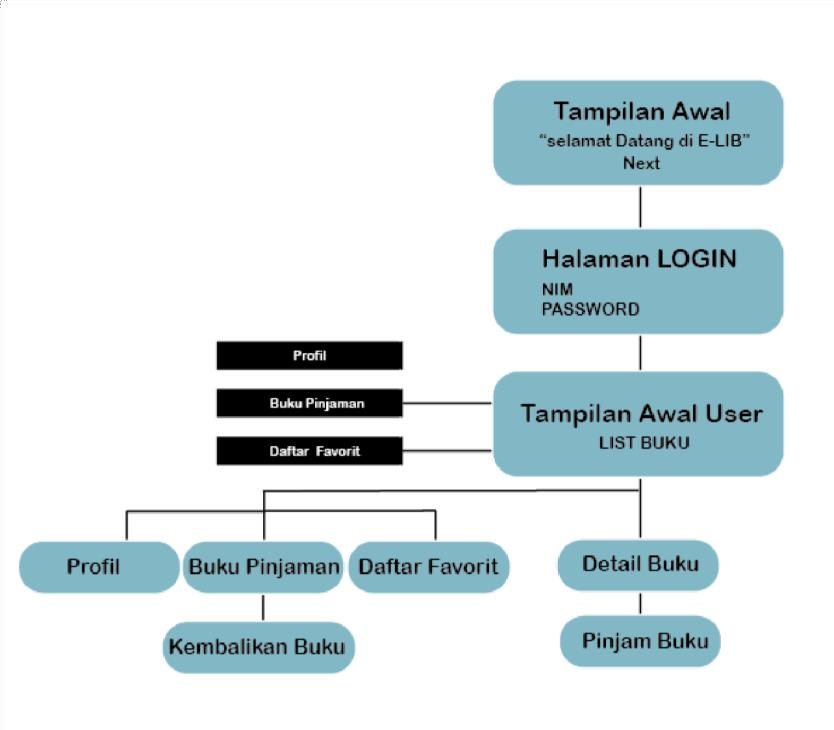 Tampilan Awal
“selamat Datang di E-LIB”
Next
Halaman LOGIN
NIM
PASSWORD
Profil
Buku Pinjaman
Daftar Favorit
Tampilan Awal User
LIST BUKU
Profil
Buku Pinjaman
Daftar Favorit
Detail Buku
Kembalikan Buku
Pinjam Buku